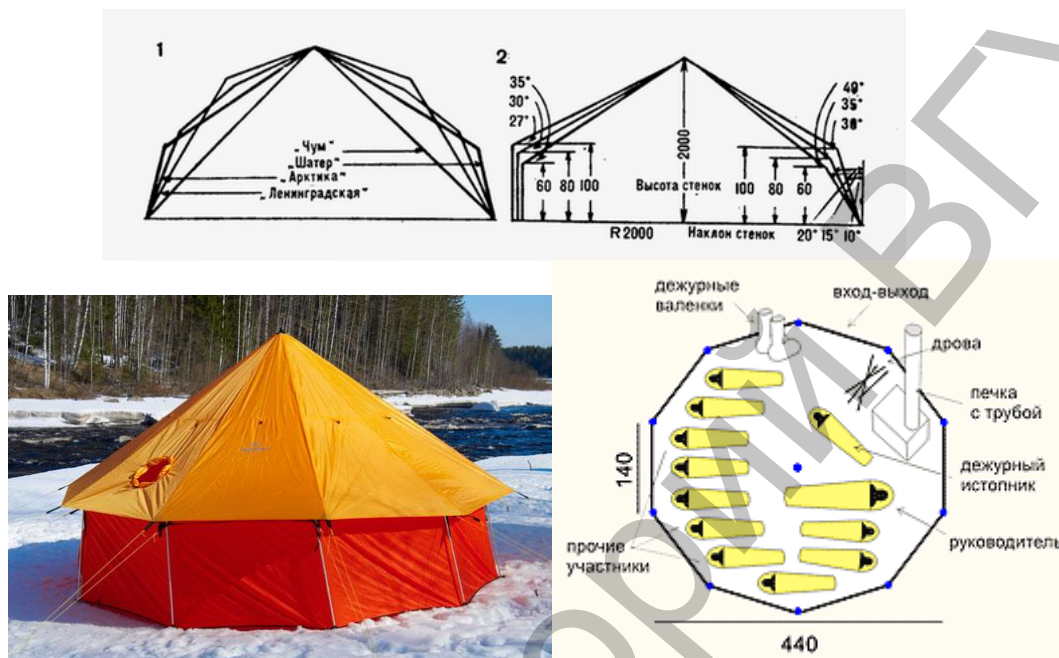 1
„Чум"
„Шатер"
„Арктика"
„Ленинградская"
2
35°
30°
27°
40°
35°
38°
2000
60 80 100
Высота стенок
100 80 60
R 2000
Наклон стенок
20° 15° 10°
дежурные
валенки
вход-выход
дрова
печка
с трубой
дежурный
истопник
руководитель
140
прочие
участники
440